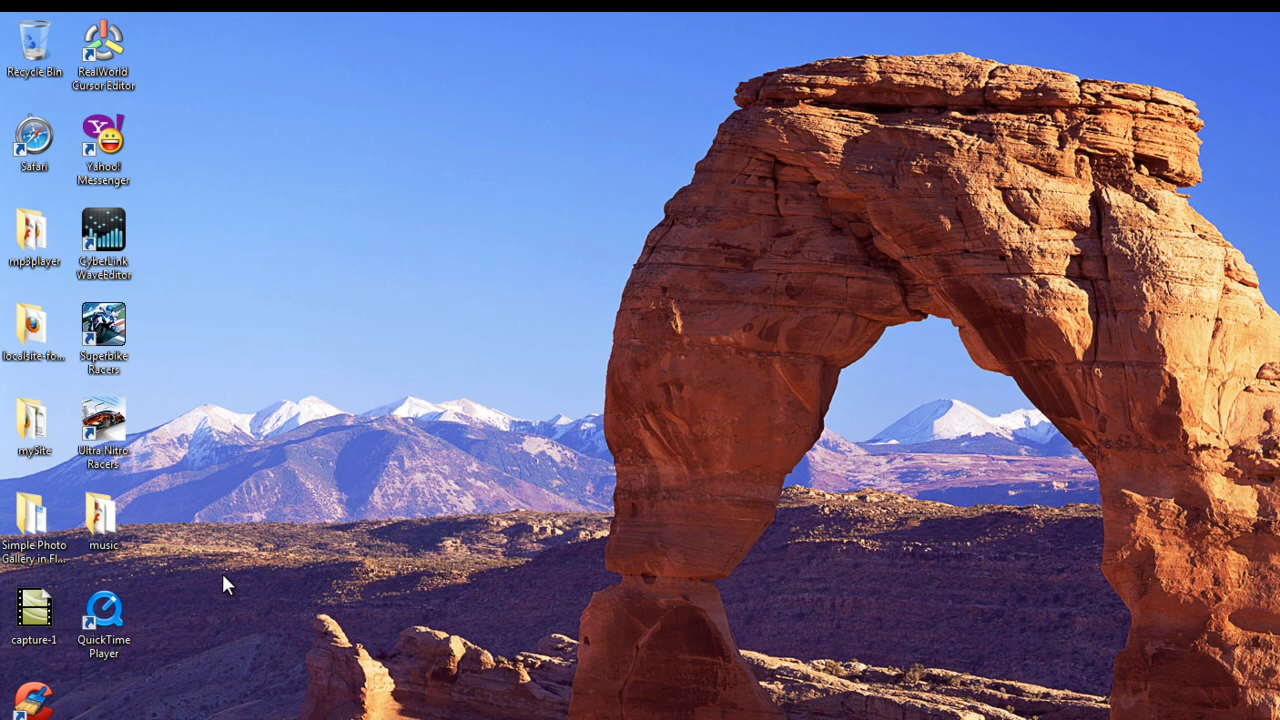 Recycle Bin
RealWorld
Cursor Editor
Safari
Yahoo!
Messenger
mp3player
CyberLink
WaveEditor
localsite-fo...
Superbike
Racers
mySite
Ultra Nitro
Racers
Simple Photo
Gallery in Fl...
music
capture-1
QuickTime
Player